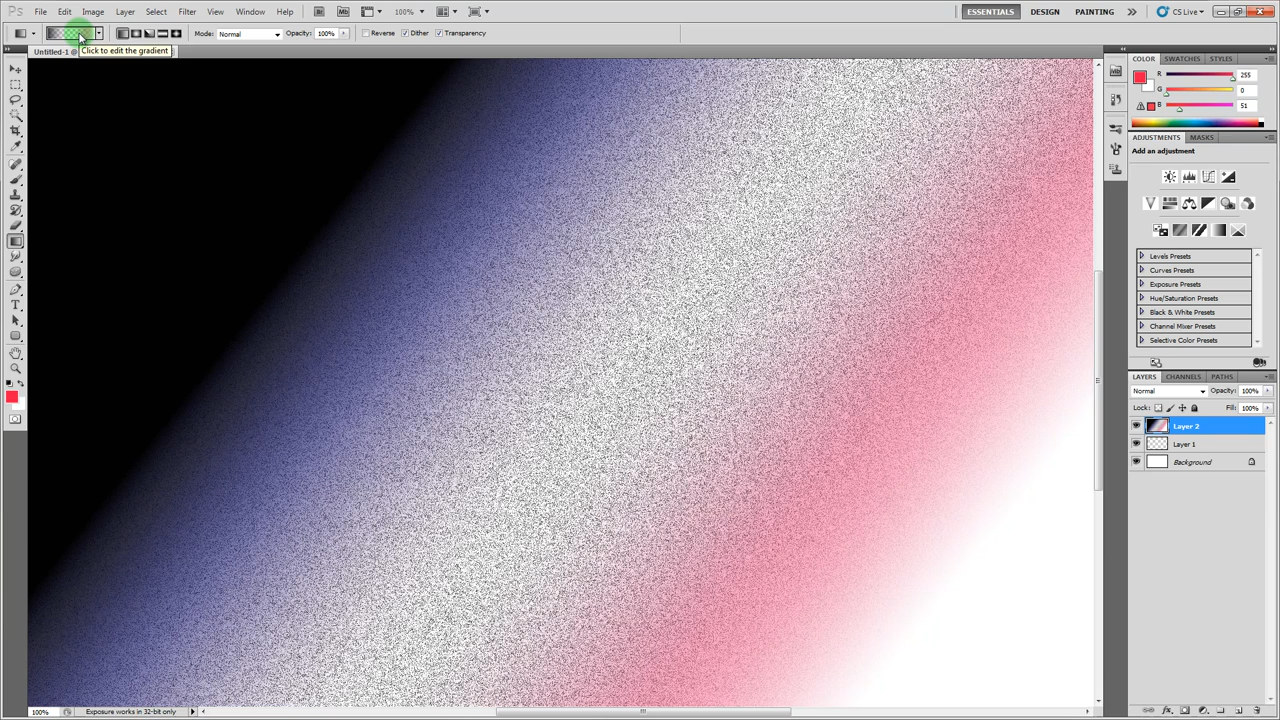 Ps File Edit Image Layer Select Filter View Window Help Br Mb 100% ESSENTIALS DESIGN PAINTING >> CS Live
Mode: Normal Opacity: 100% Reverse Dither Transparency
Untitled-1 @
Click to edit the gradient
COLOR SWATCHES STYLES
R 255
G 0
B 51
ADJUSTMENTS MASKS
Add an adjustment
Levels Presets
Curves Presets
Exposure Presets
Hue/Saturation Presets
Black & White Presets
Channel Mixer Presets
Selective Color Presets
LAYERS CHANNELS PATHS
Normal Opacity: 100%
Lock: Fill: 100%
Layer 2
Layer 1
Background
100% Exposure works in 32-bit only